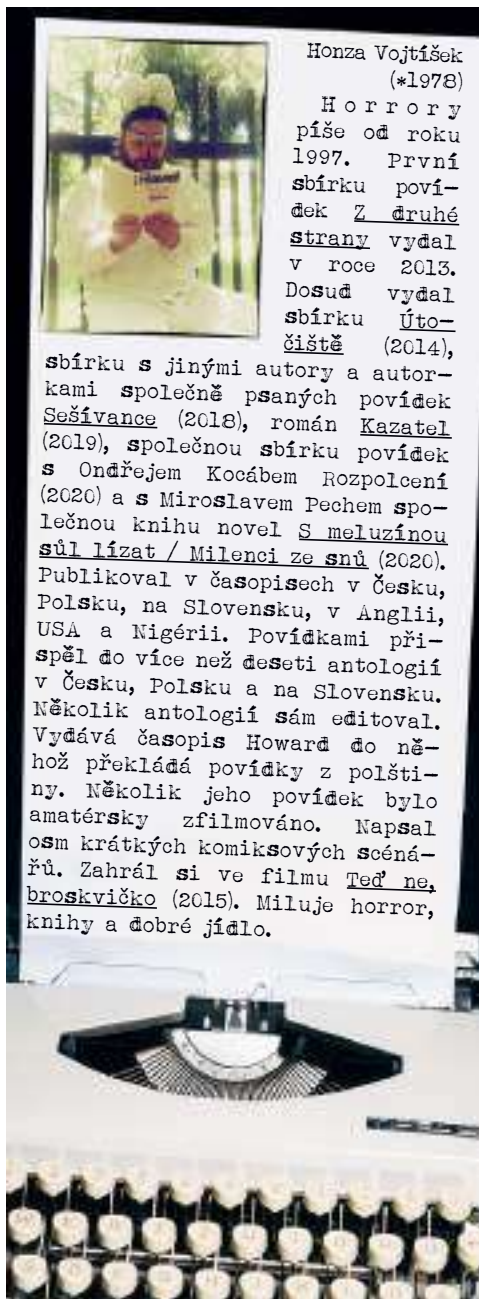 Honza Vojtíšek
(*1978)
Horrory
píše od roku
1997. První
sbírku poví-
dek Z druhé
strany vydal
v roce 2013.
Dosud vydal
sbírku Úto-
čiště (2014),
sbírku s jinými autory a autor-
kami společně psaných povídek
Sešívance (2018), román Kazatel
(2019), společnou sbírku povídek
s Ondřejem Kocábem Rozpolcení
(2020) a s Miroslavem Pechem spo-
lečnou knihu novel S meluzínou
sůl lízat / Milenci ze snů (2020).
Publikoval v časopisech v Česku,
Polsku, na Slovensku, v Anglii,
USA a Nigérii. Povídkami při-
spěl do více než deseti antologií
v Česku, Polsku a na Slovensku.
Několik antologií sám editoval.
Vydává časopis Howard do ně-
hož překládá povídky z polšti-
ny. Několik jeho povídek bylo
amatérsky zfilmováno. Napsal
osm krátkých komiksových scéná-
řů. Zahrál si ve filmu Teď ne,
broskvičko (2015). Miluje horror,
knihy a dobré jídlo.